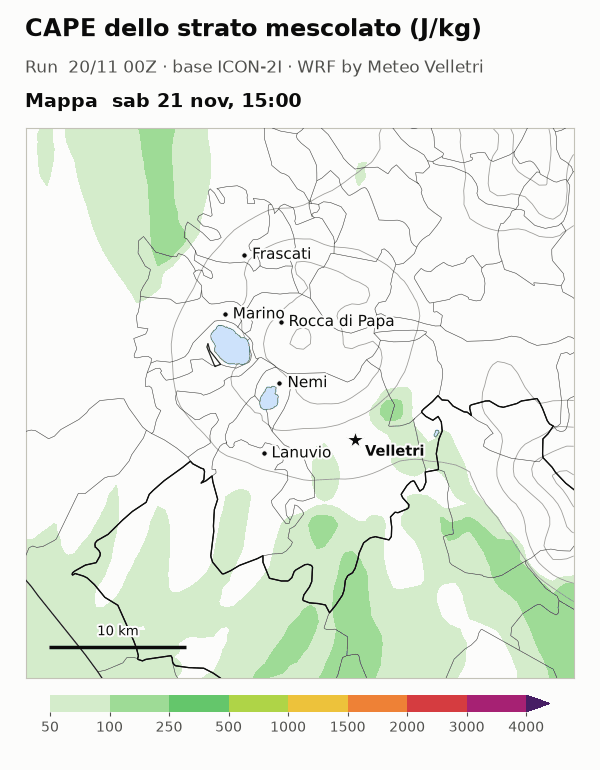 CAPE dello strato mescolato (J/kg)
Run  20/11 00Z · base ICON-2I · WRF by Meteo Velletri
Mappa  sab 21 nov, 15:00
Frascati
Marino
Rocca di Papa
Nemi
Velletri
Lanuvio
10 km
50 100 250 500 1000 1500 2000 3000 4000